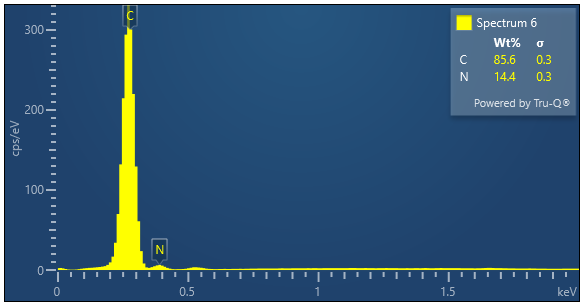 C
300
200
100
0
cps/eV
N
0
0.5
1
1.5
keV
Spectrum 6
Wt% σ
C 85.6 0.3
N 14.4 0.3
Powered by Tru-Q®